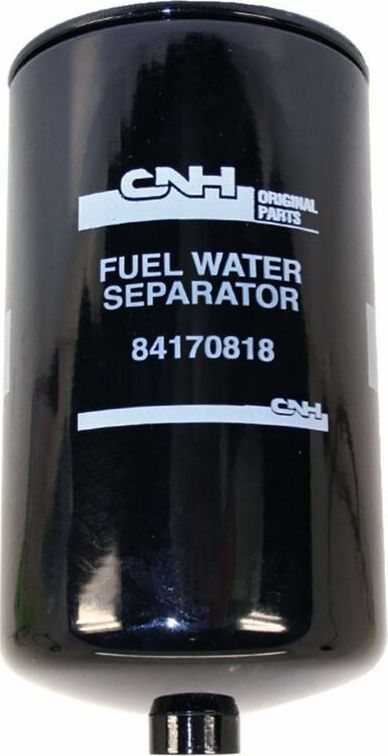 CNH
ORIGINAL
PARTS
FUEL WATER
SEPARATOR
84170818
CNH